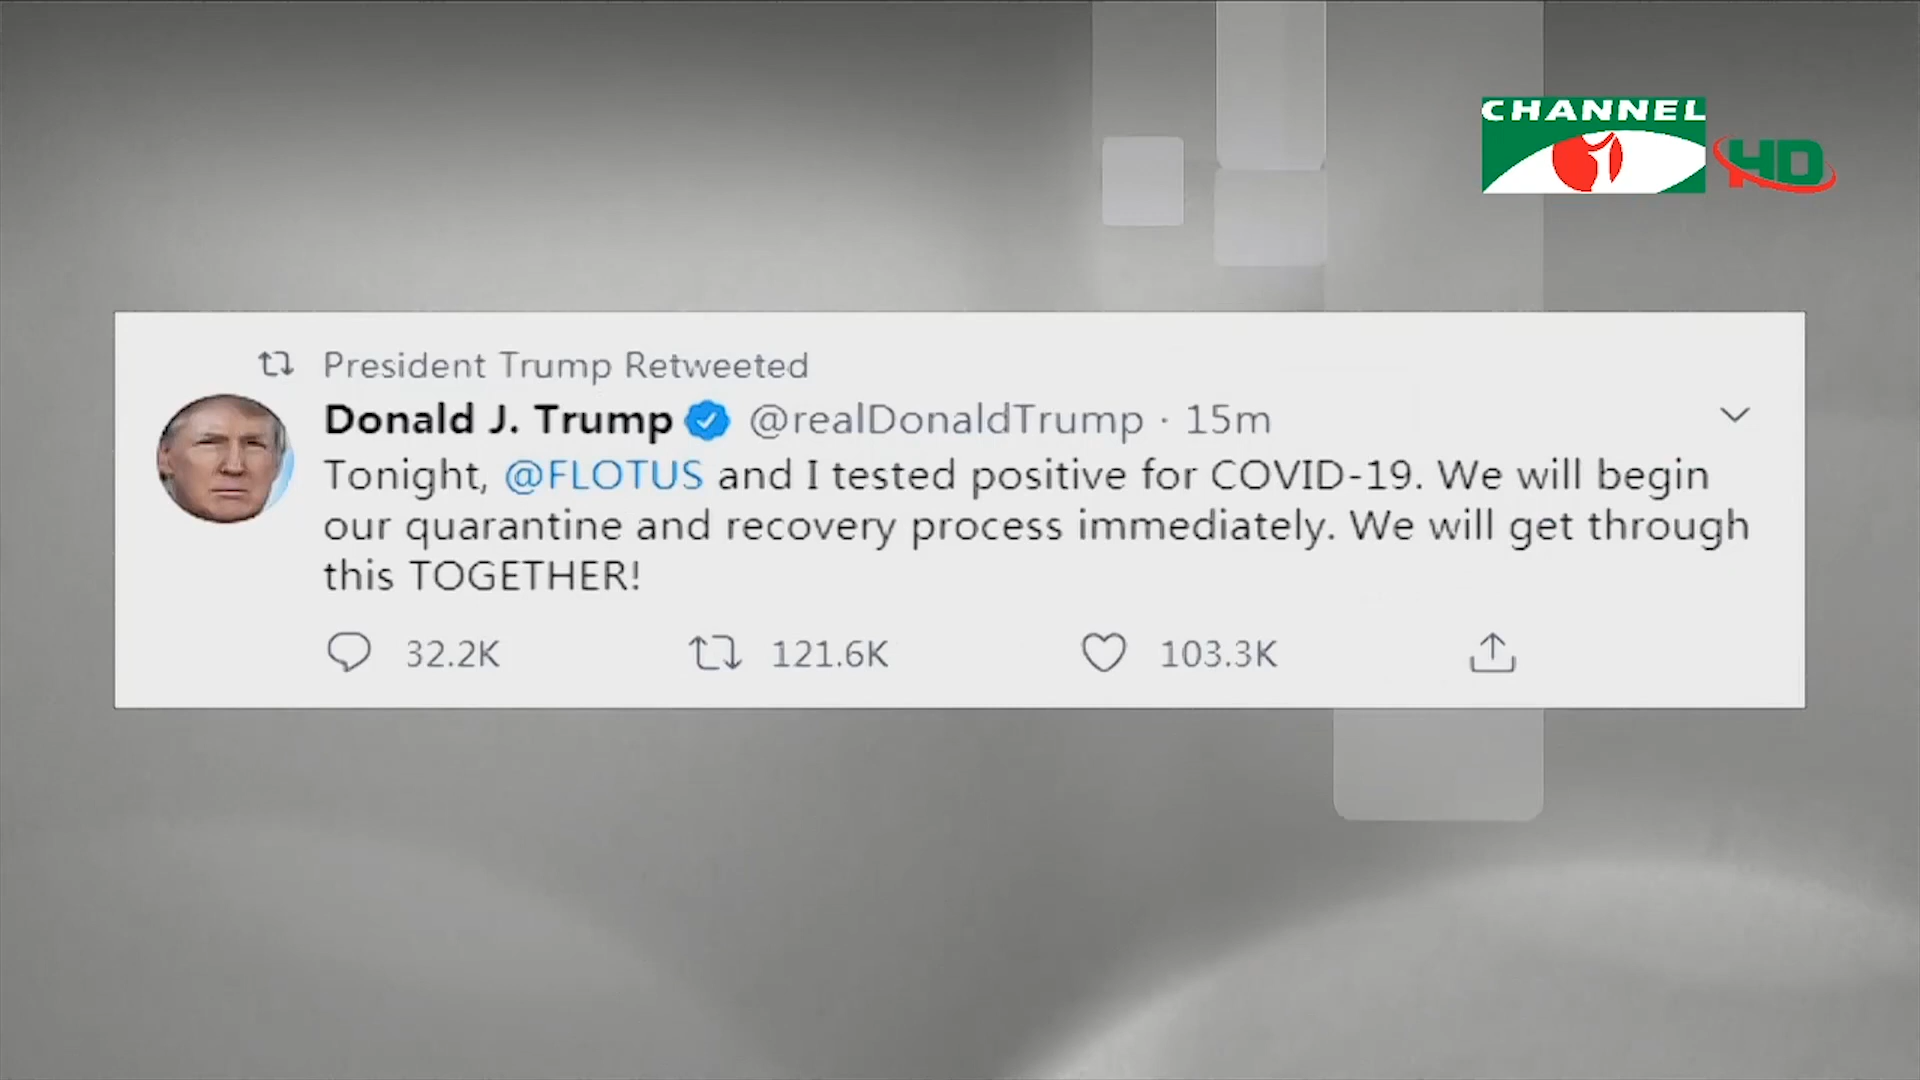 CHANNEL
HD
President Trump Retweeted
Donald J. Trump @realDonaldTrump · 15m
Tonight, @FLOTUS and I tested positive for COVID-19. We will begin
our quarantine and recovery process immediately. We will get through
this TOGETHER!
32.2K 121.6K 103.3K